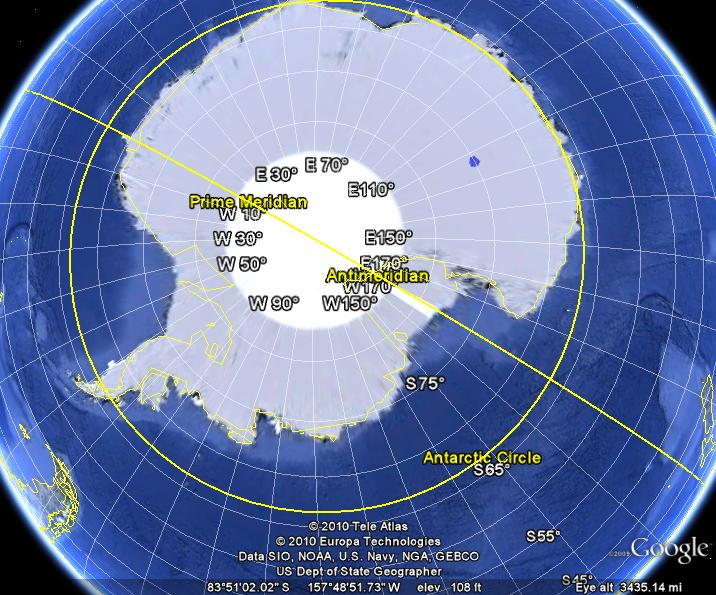 E 70°
E 30°
E110°
Prime Meridian
W 10°
W 30°
E150°
W 50°
E170°
Antimeridian
W170°
W 90°
W150°
S75°
Antarctic Circle
S65°
© 2010 Tele Atlas
© 2010 Europa Technologies
S55°
Data SIO, NOAA, U.S. Navy, NGA, GEBCO
©2009 Google
US Dept of State Geographer
S45°
83°51'02.02" S 157°48'51.73" W elev 108 ft
Eye alt 3435.14 mi